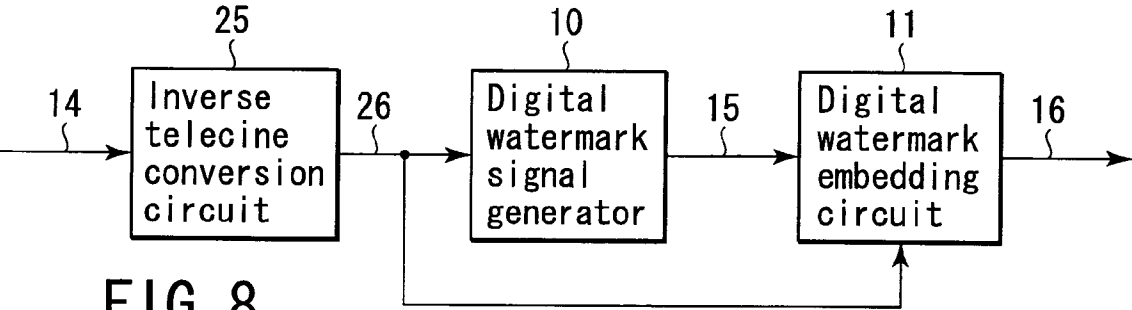 25
10
11
14
Inverse
telecine
conversion
circuit
26
Digital
watermark
signal
generator
15
Digital
watermark
embedding
circuit
16
FIG. 8